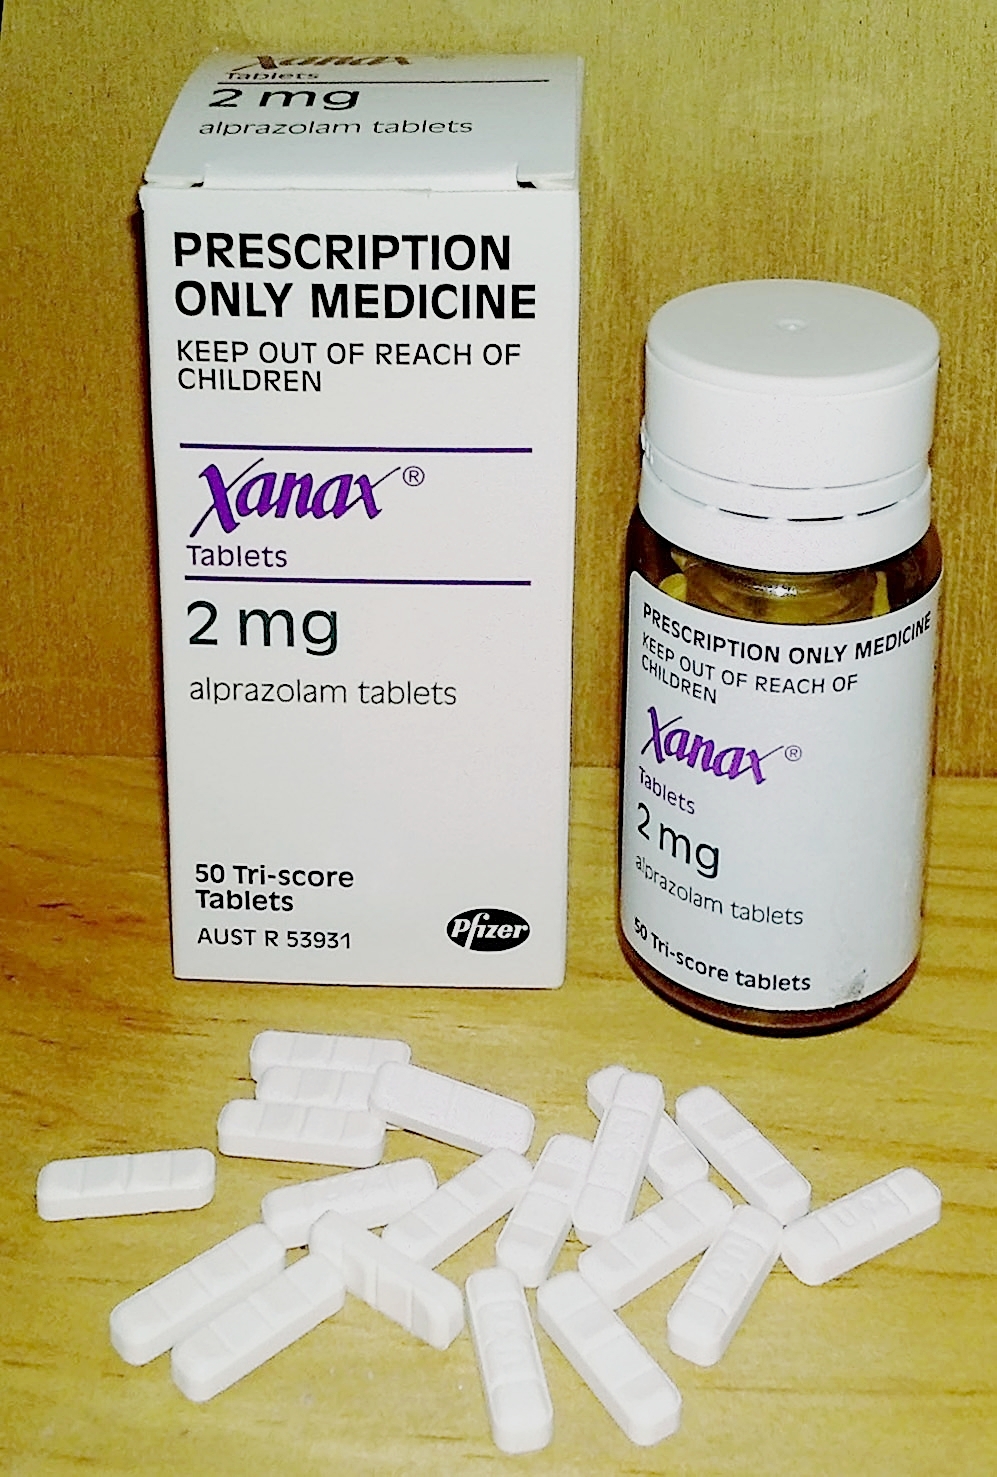 Xanax®
Tablets
2 mg
alprazolam tablets
PRESCRIPTION
ONLY MEDICINE
KEEP OUT OF REACH OF
CHILDREN
Xanax®
Tablets
2 mg
alprazolam tablets
50 Tri-score
Tablets
AUST R 53931
Pfizer
PRESCRIPTION ONLY MEDICINE
KEEP OUT OF REACH OF
CHILDREN
Xanax®
Tablets
2 mg
alprazolam tablets
50 Tri-score tablets